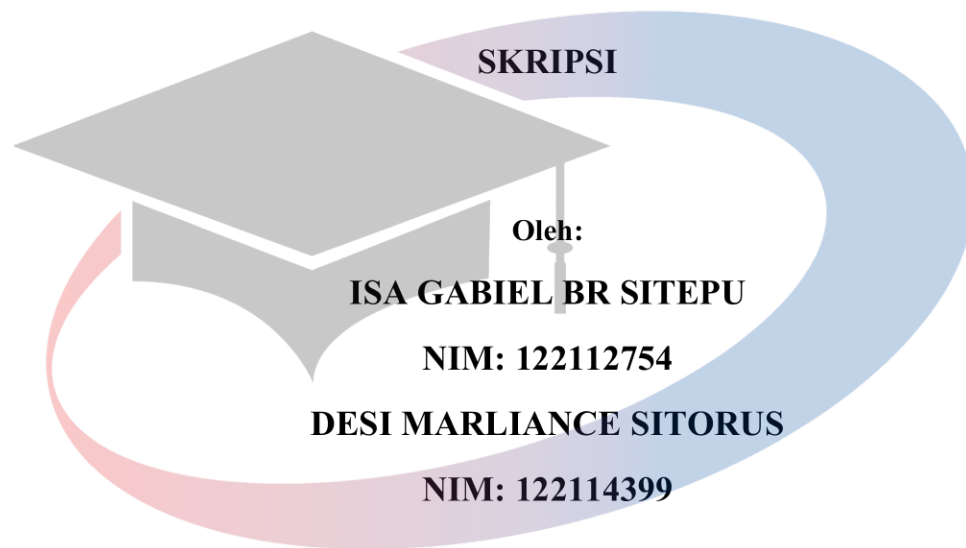 SKRIPSI
Oleh:
ISA GABIEL BR SITEPU
NIM: 122112754
DESI MARLIANCE SITORUS
NIM: 122114399